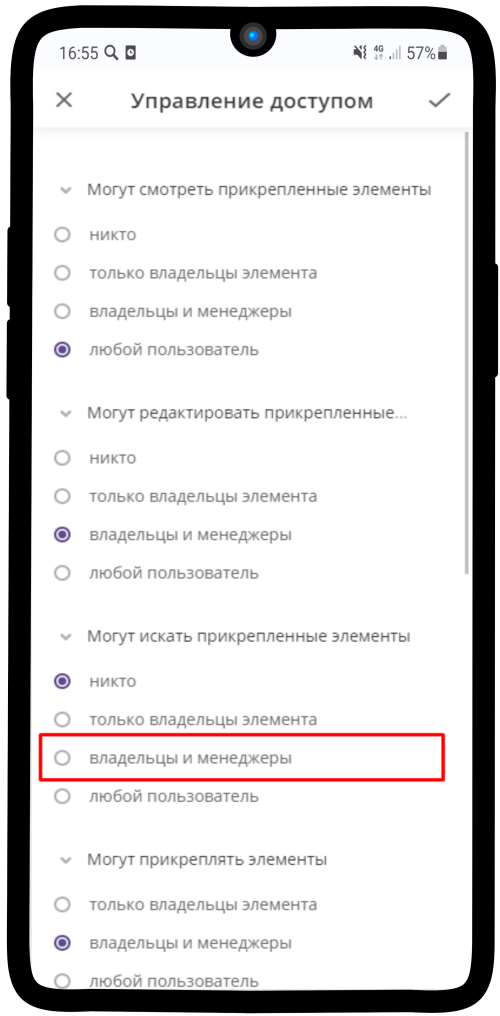 16:55 4G 57%
Управление доступом
Могут смотреть прикрепленные элементы
никто
только владельцы элемента
владельцы и менеджеры
любой пользователь
Могут редактировать прикрепленные...
никто
только владельцы элемента
владельцы и менеджеры
любой пользователь
Могут искать прикрепленные элементы
никто
только владельцы элемента
владельцы и менеджеры
любой пользователь
Могут прикреплять элементы
только владельцы элемента
владельцы и менеджеры
любой пользователь